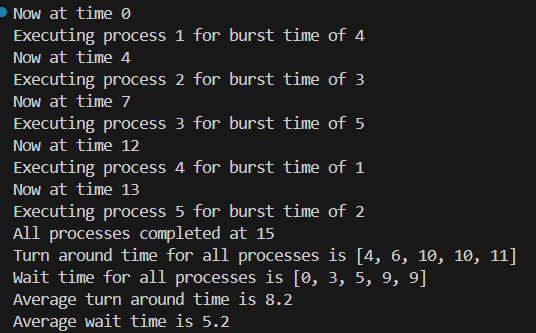 Now at time 0
Executing process 1 for burst time of 4
Now at time 4
Executing process 2 for burst time of 3
Now at time 7
Executing process 3 for burst time of 5
Now at time 12
Executing process 4 for burst time of 1
Now at time 13
Executing process 5 for burst time of 2
All processes completed at 15
Turn around time for all processes is [4, 6, 10, 10, 11]
Wait time for all processes is [0, 3, 5, 9, 9]
Average turn around time is 8.2
Average wait time is 5.2